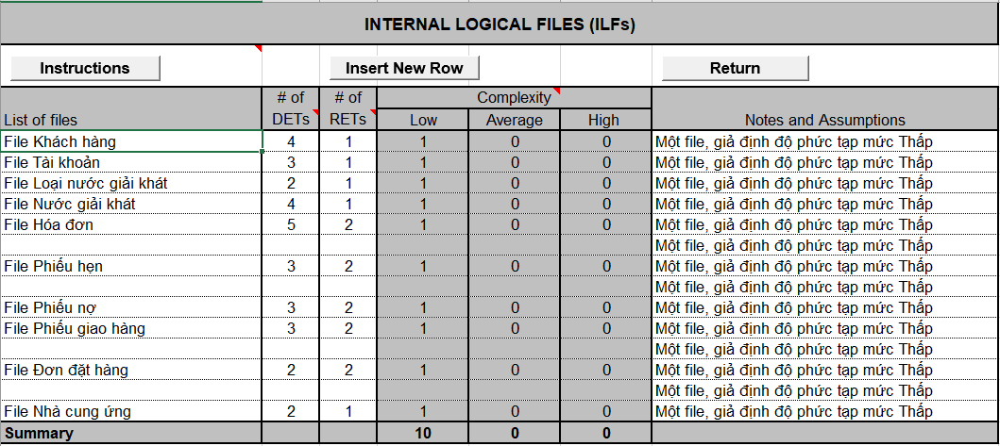 INTERNAL LOGICAL FILES (ILFs)
Instructions Insert New Row Return
List of files # of DETs # of RETs Complexity Notes and Assumptions
Low Average High
File Khách hàng 4 1 1 0 0 Một file, giả định độ phức tạp mức Thấp
File Tài khoản 3 1 1 0 0 Một file, giả định độ phức tạp mức Thấp
File Loại nước giải khát 2 1 1 0 0 Một file, giả định độ phức tạp mức Thấp
File Nước giải khát 4 1 1 0 0 Một file, giả định độ phức tạp mức Thấp
File Hóa đơn 5 2 1 0 0 Một file, giả định độ phức tạp mức Thấp
Một file, giả định độ phức tạp mức Thấp
File Phiếu hẹn 3 2 1 0 0 Một file, giả định độ phức tạp mức Thấp
Một file, giả định độ phức tạp mức Thấp
File Phiếu nợ 3 2 1 0 0 Một file, giả định độ phức tạp mức Thấp
File Phiếu giao hàng 3 2 1 0 0 Một file, giả định độ phức tạp mức Thấp
Một file, giả định độ phức tạp mức Thấp
File Đơn đặt hàng 2 2 1 0 0 Một file, giả định độ phức tạp mức Thấp
Một file, giả định độ phức tạp mức Thấp
File Nhà cung ứng 2 1 1 0 0 Một file, giả định độ phức tạp mức Thấp
Summary 10 0 0